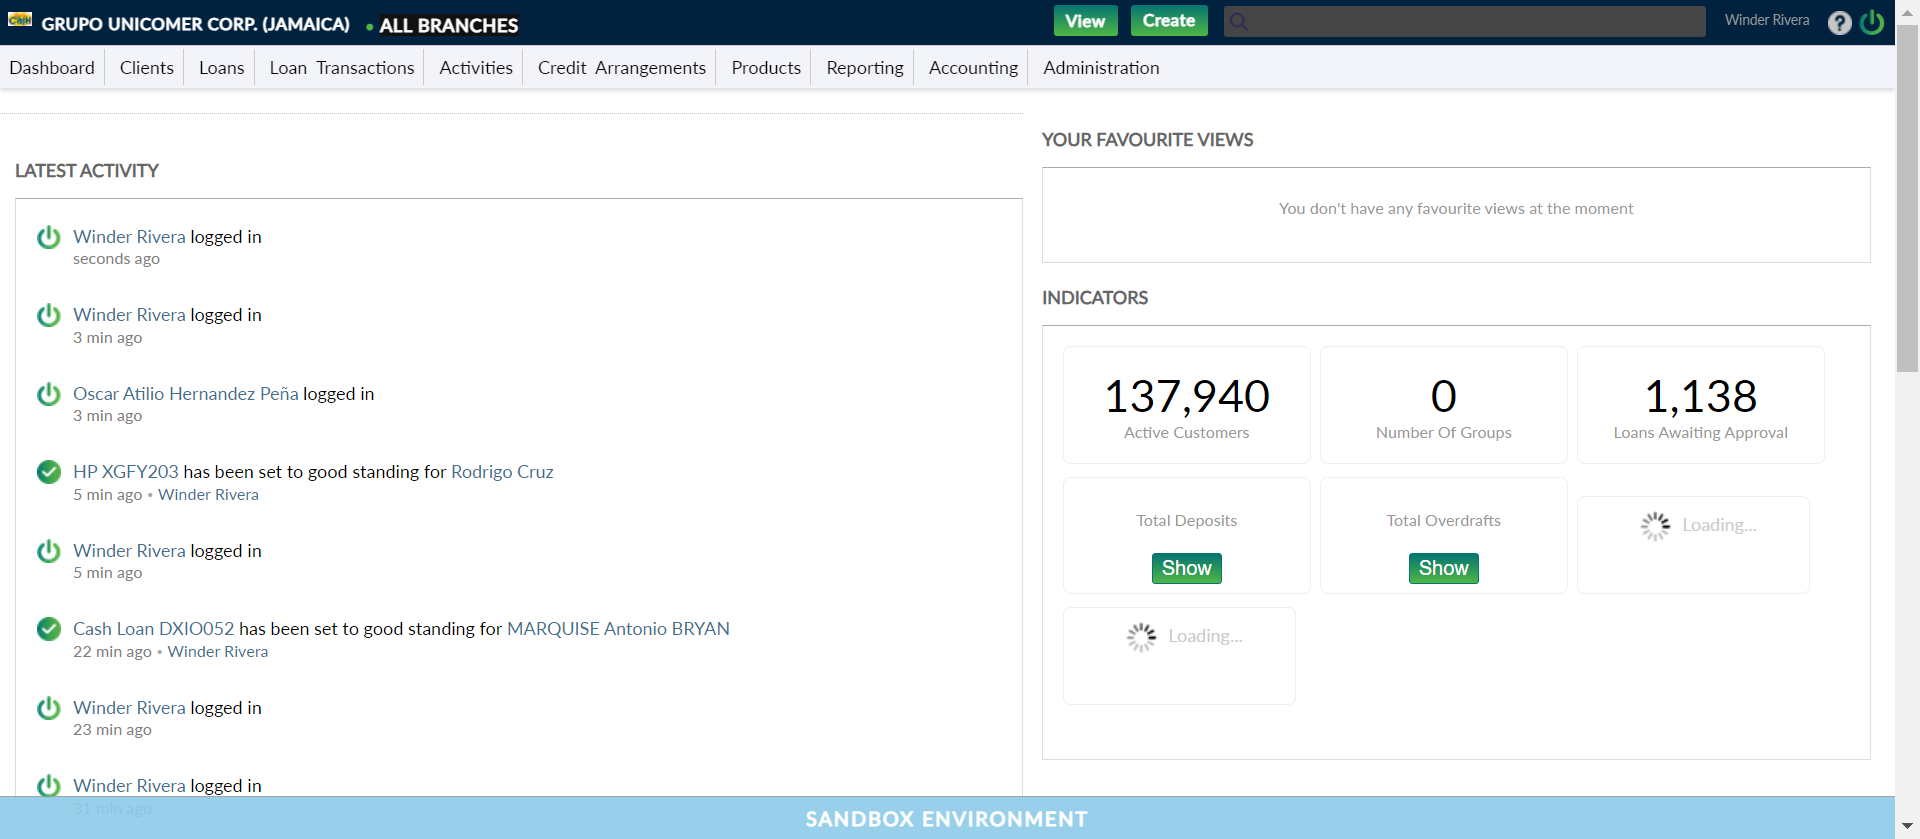 GRUPO UNICOMER CORP. (JAMAICA) • ALL BRANCHES
View
Create
Winder Rivera
Dashboard Clients Loans Loan Transactions Activities Credit Arrangements Products Reporting Accounting Administration
LATEST ACTIVITY
Winder Rivera logged in
seconds ago
Winder Rivera logged in
3 min ago
Oscar Atilio Hernandez Peña logged in
3 min ago
HP XGFY203 has been set to good standing for Rodrigo Cruz
5 min ago • Winder Rivera
Winder Rivera logged in
5 min ago
Cash Loan DXIO052 has been set to good standing for MARQUISE Antonio BRYAN
22 min ago • Winder Rivera
Winder Rivera logged in
23 min ago
Winder Rivera logged in
31 min ago
YOUR FAVOURITE VIEWS
You don't have any favourite views at the moment
INDICATORS
137,940
Active Customers
0
Number Of Groups
1,138
Loans Awaiting Approval
Total Deposits
Show
Total Overdrafts
Show
Loading...
Loading...
SANDBOX ENVIRONMENT